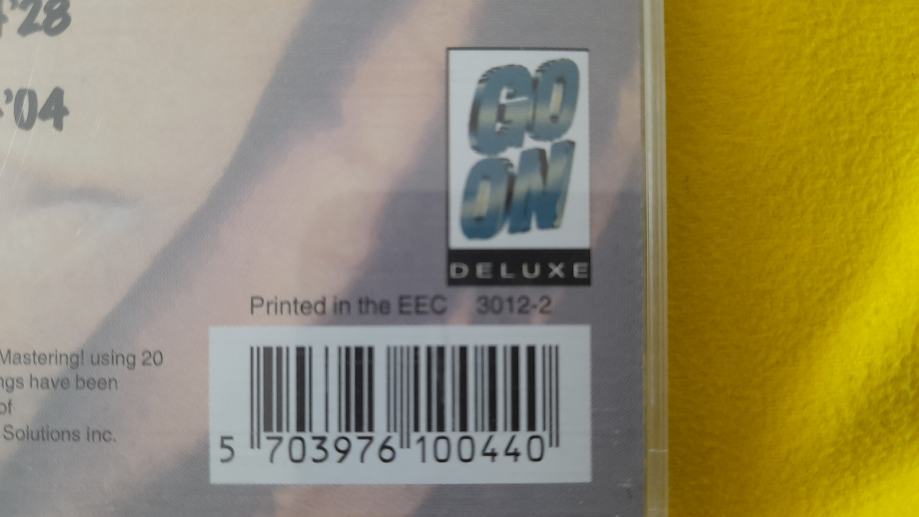 '28
'04
GO
ON
DELUXE
Printed in the EEC 3012-2
Mastering! using 20
have been
of
Solutions Inc.
5 703976 100440